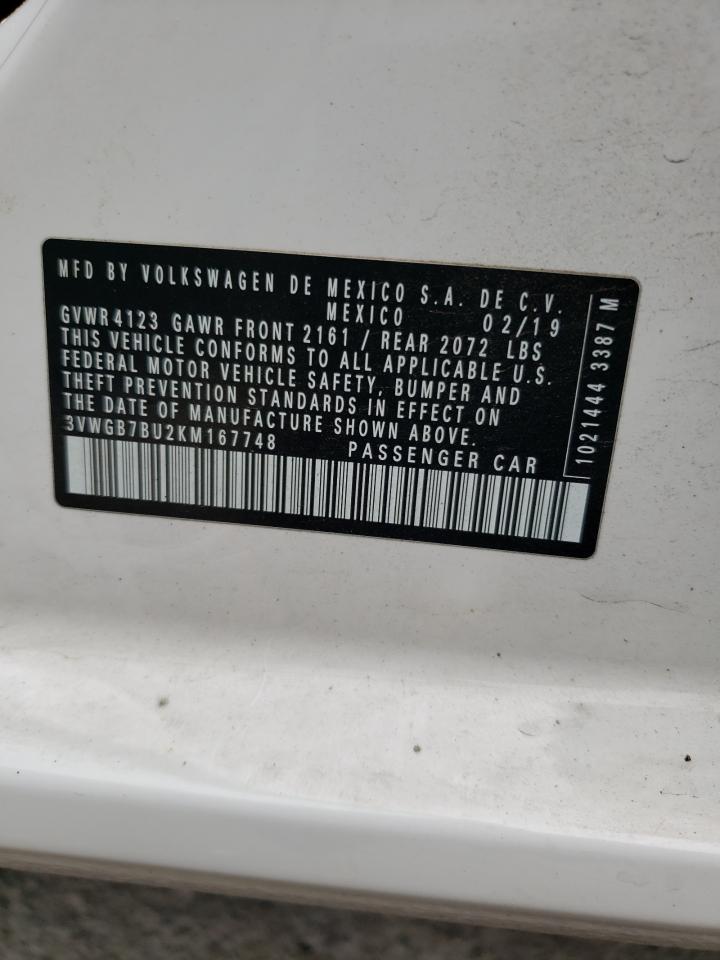 MFD BY VOLKSWAGEN DE MEXICO S.A. DE C.V.
MEXICO 02/19
GVWR 4123 GAWR FRONT 2161 / REAR 2072 LBS
THIS VEHICLE CONFORMS TO ALL APPLICABLE U.S.
FEDERAL MOTOR VEHICLE SAFETY, BUMPER AND
THEFT PREVENTION STANDARDS IN EFFECT ON
THE DATE OF MANUFACTURE SHOWN ABOVE.
3VWGB7BU2KM167748 PASSENGER CAR
1021444 3387 M